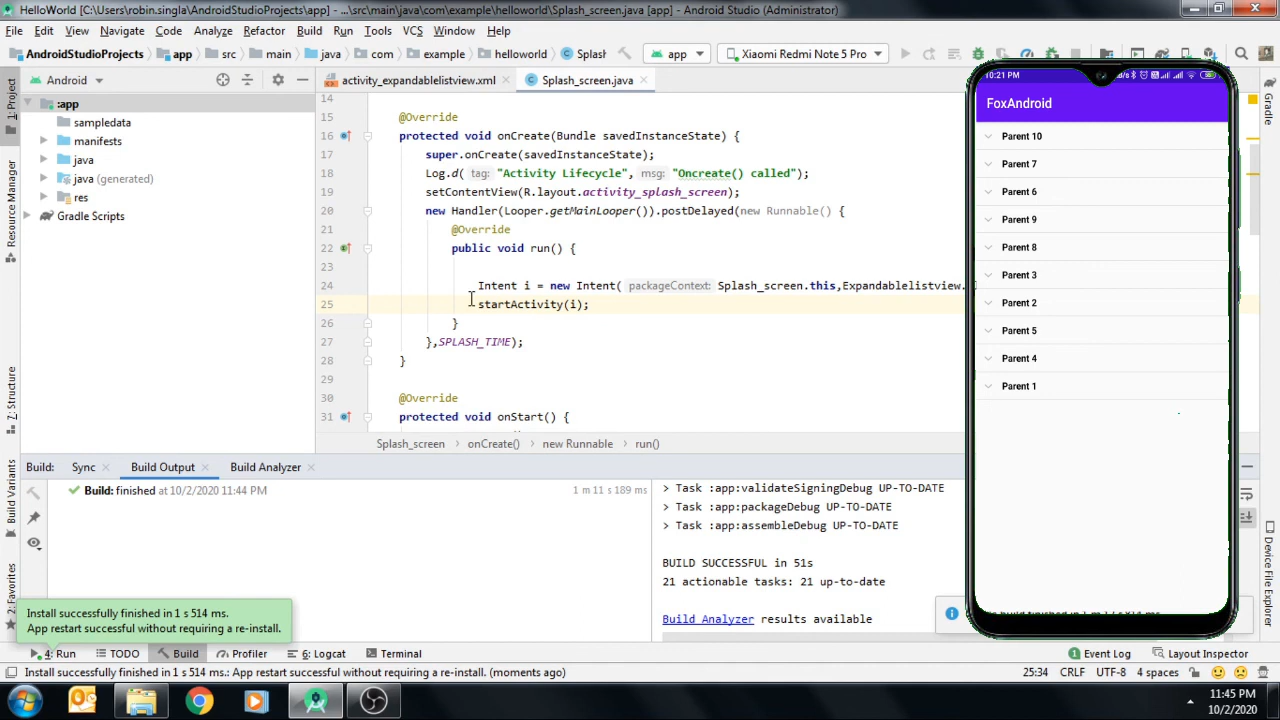 HelloWorld [C:\Users\robin.singla\AndroidStudioProjects\app] - ...\src\main\java\com\example\helloworld\Splash_screen.java [app] - Android Studio (Administrator)
File Edit View Navigate Code Analyze Refactor Build Run Tools VCS Window Help
AndroidStudioProjects app src main java com example helloworld Splash app Xiaomi Redmi Note 5 Pro
1: Project
Android
activity_expandablelistview.xml
Splash_screen.java
Gradle
:app
sampledata
manifests
java
java (generated)
res
Gradle Scripts
Resource Manager
Z: Structure
Build Variants
2: Favorites
14
15 @Override
16 protected void onCreate(Bundle savedInstanceState) {
17 super.onCreate(savedInstanceState);
18 Log.d( tag: "Activity Lifecycle", msg: "Oncreate() called");
19 setContentView(R.layout.activity_splash_screen);
20 new Handler(Looper.getMainLooper()).postDelayed(new Runnable() {
21 @Override
22 public void run() {
23
24 Intent i = new Intent( packageContext: Splash_screen.this,Expandablelistview.
25 startActivity(i);
26 }
27 },SPLASH_TIME);
28 }
29
30 @Override
31 protected void onStart() {
Splash_screen onCreate() new Runnable run()
Build: Sync Build Output Build Analyzer
Build: finished at 10/2/2020 11:44 PM 1 m 11 s 189 ms
> Task :app:validateSigningDebug UP-TO-DATE
> Task :app:packageDebug UP-TO-DATE
> Task :app:assembleDebug UP-TO-DATE
BUILD SUCCESSFUL in 51s
21 actionable tasks: 21 up-to-date
Build Analyzer results available
Install successfully finished in 1 s 514 ms.
App restart successful without requiring a re-install.
10:21 PM
FoxAndroid
Parent 10
Parent 7
Parent 6
Parent 9
Parent 8
Parent 3
Parent 2
Parent 5
Parent 4
Parent 1
Device File Explorer
4: Run TODO Build Profiler 6: Logcat Terminal Event Log Layout Inspector
Install successfully finished in 1 s 514 ms.: App restart successful without requiring a re-install. (moments ago) 25:34 CRLF UTF-8 4 spaces
11:45 PM
10/2/2020